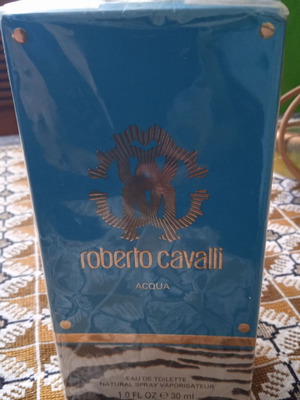 roberto cavalli
ACQUA
EAU DE TOILETTE
NATURAL SPRAY VAPORISATEUR
1.0 FL OZ ℮ 30 ml